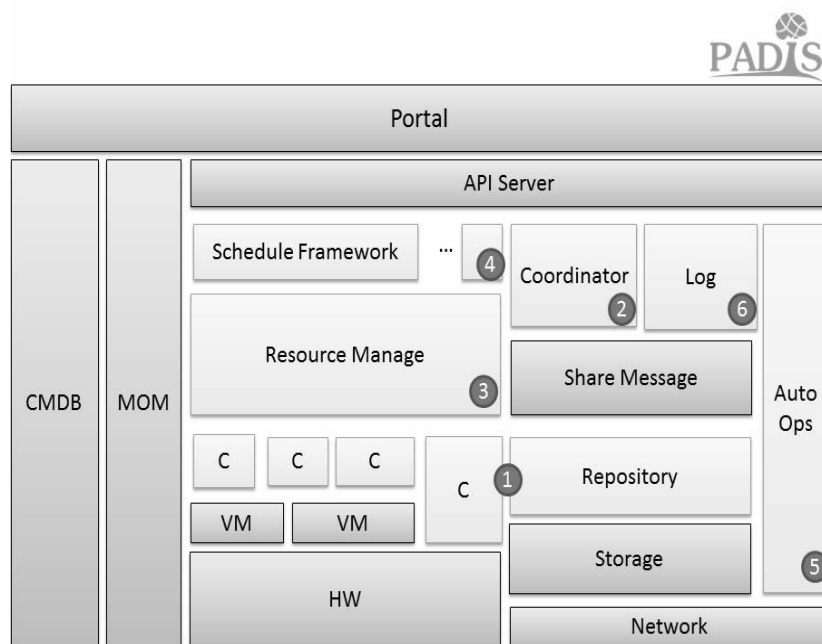 PADIS
Portal
API Server
CMDB
MOM
Schedule Framework
...
4
Coordinator
2
Log
6
Resource Manage
3
Share Message
Auto
Ops
5
C
C
C
C
1
Repository
VM
VM
Storage
HW
Network